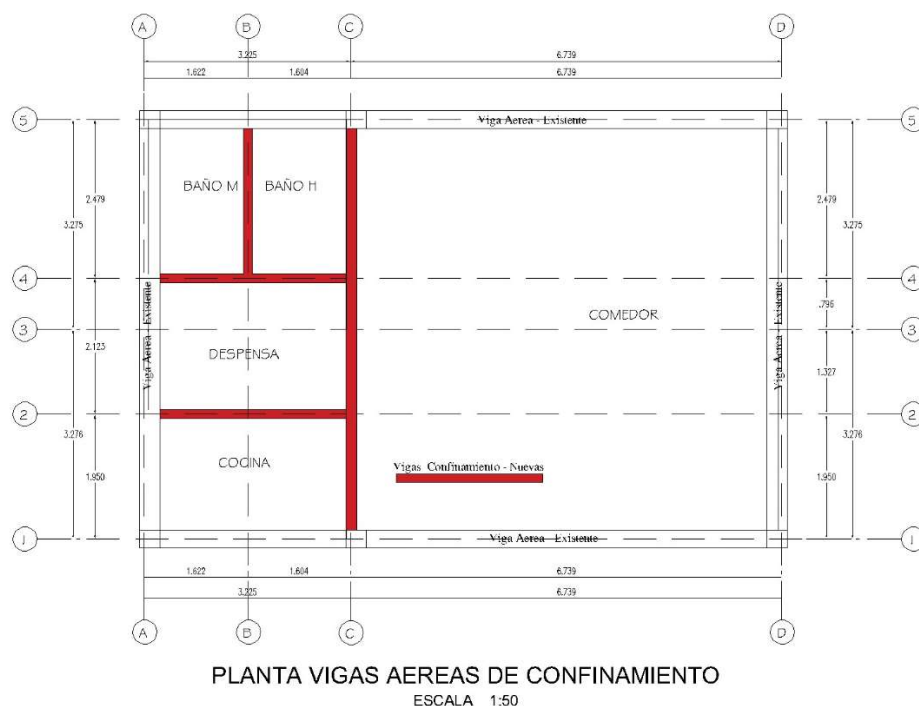 A B C D
3.225 6.739
1.622 1.604 6.739
5 Viga Aerea - Existente 5
BAÑO M BAÑO H
2.479 2.479
3.275 3.275
4 4
Viga Aerea - Existente Viga Aerea - Existente
.796
COMEDOR
3 3
2.123 DESPENSA 1.327
2 2
3.276 3.276
COCINA
Vigas Confinamiento - Nuevas
1.950 1.950
1 Viga Aerea - Existente 1
1.622 1.604 6.739
3.225 6.739
A B C D
PLANTA VIGAS AEREAS DE CONFINAMIENTO
ESCALA 1:50